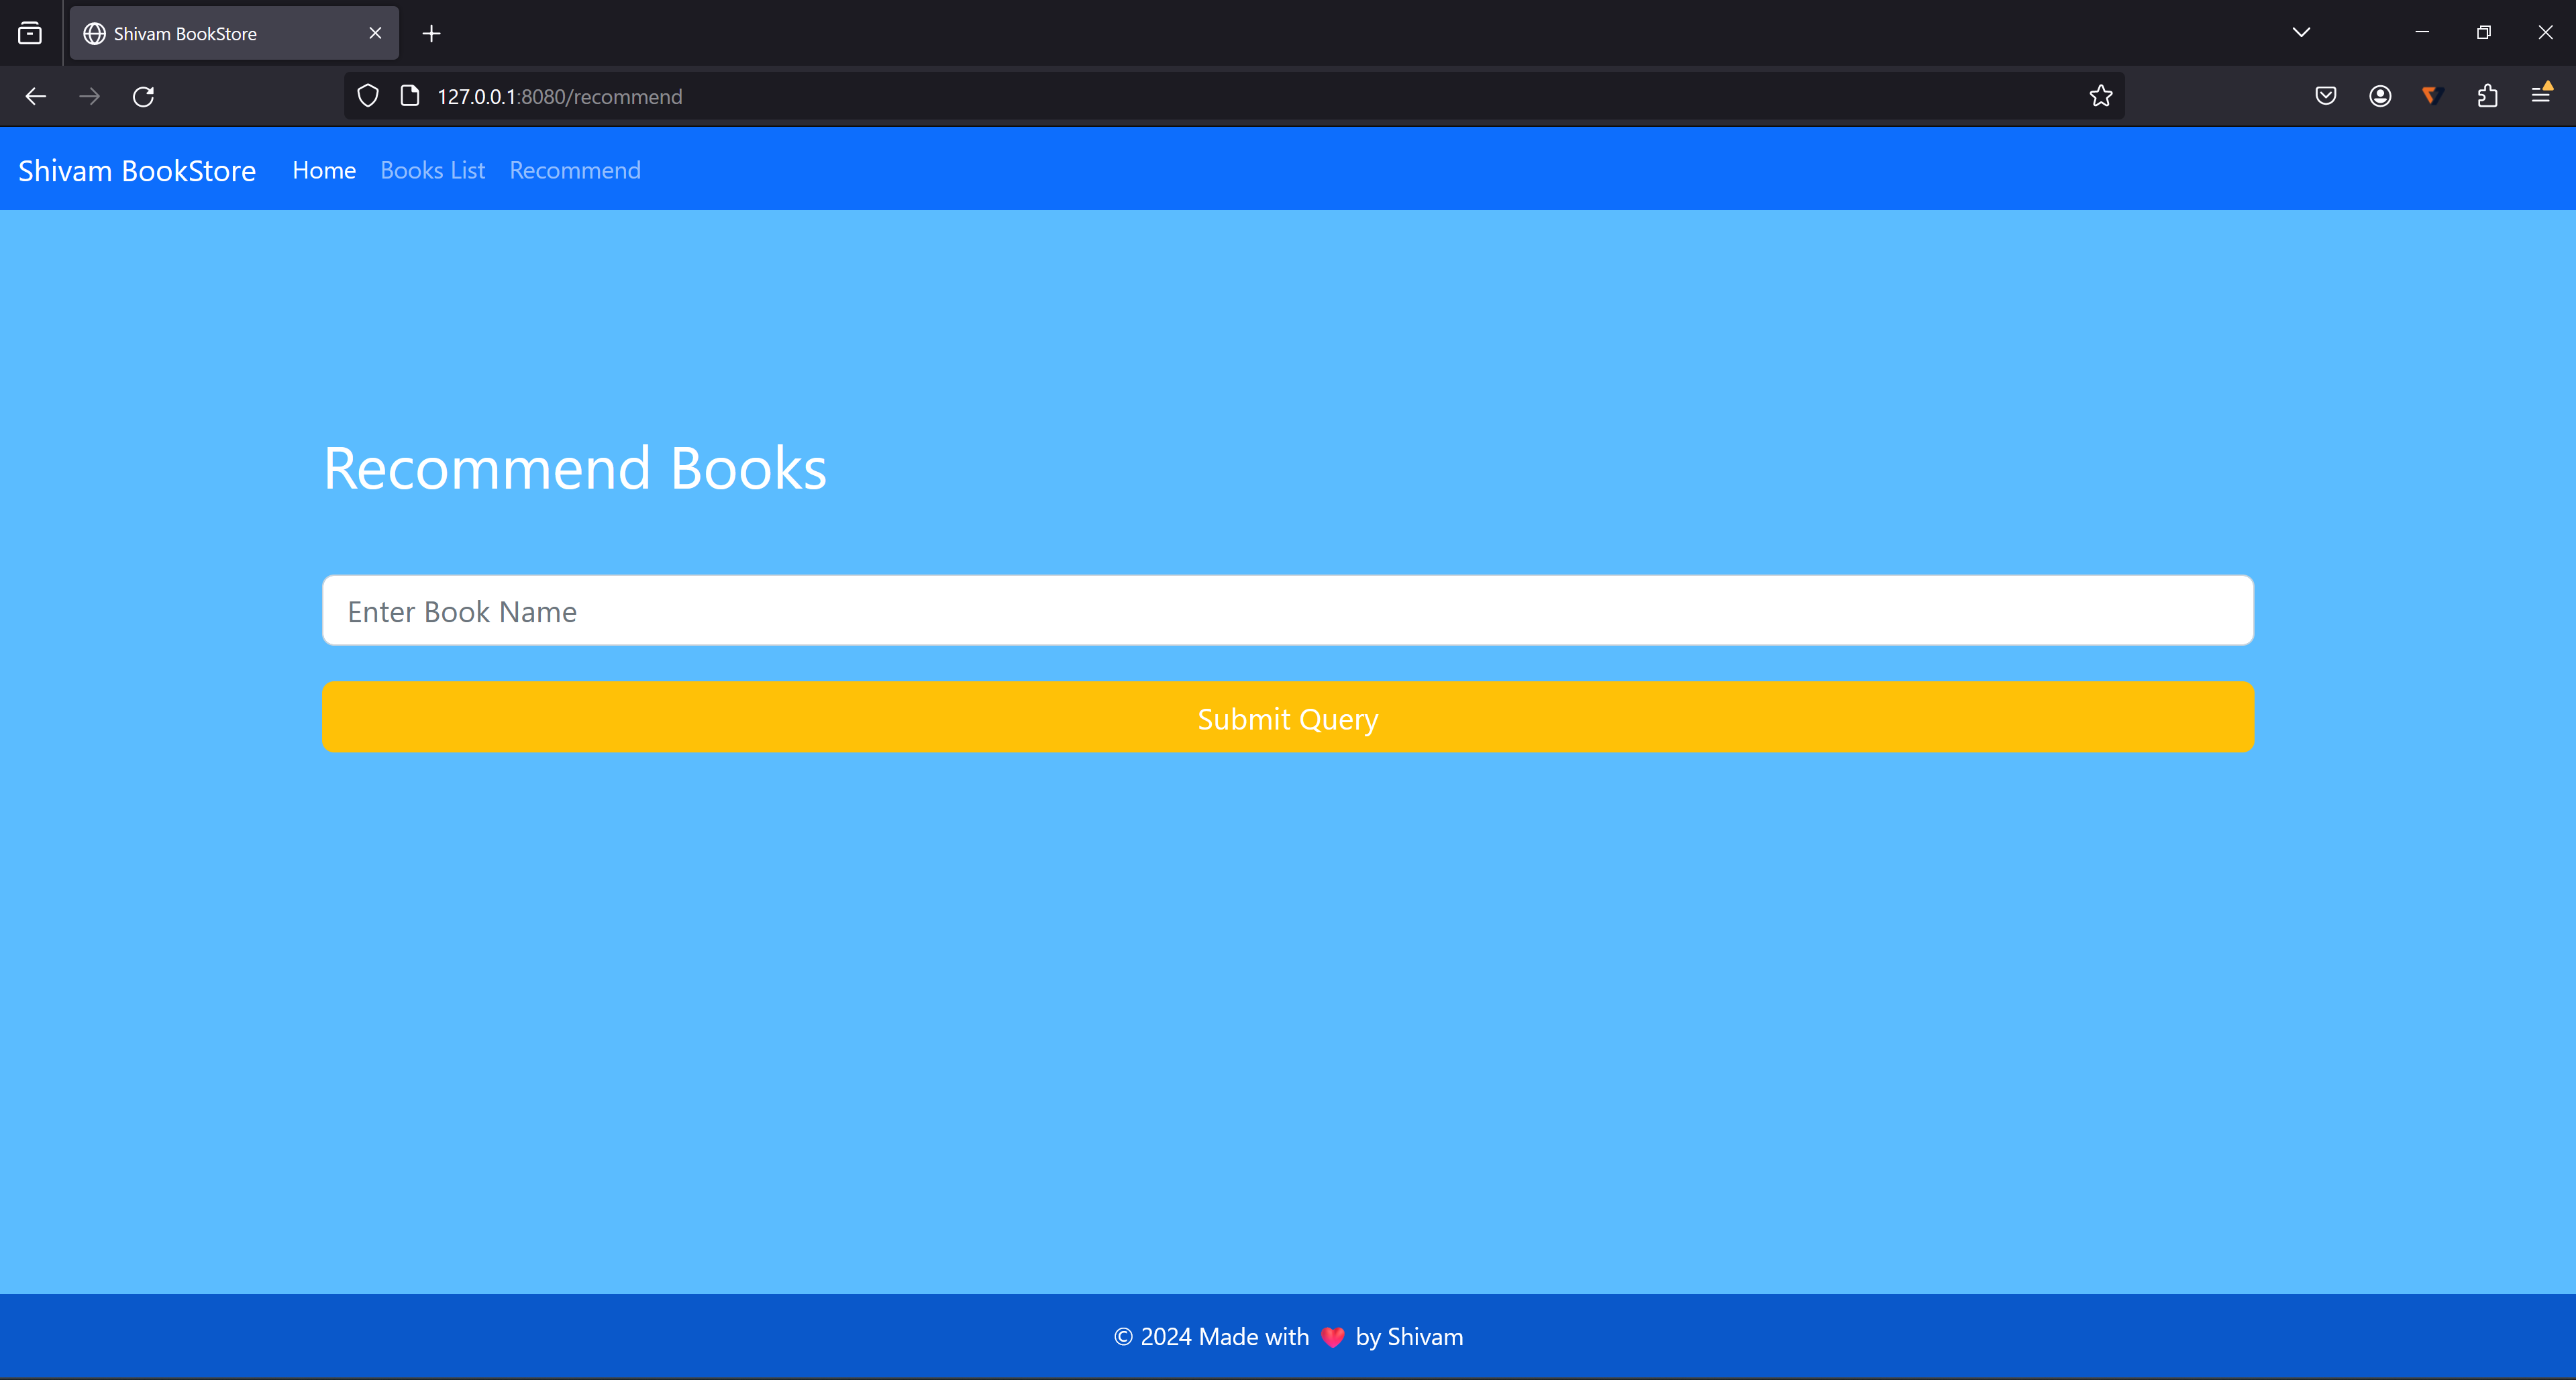 Shivam BookStore
127.0.0.1:8080/recommend
Shivam BookStore Home Books List Recommend
Recommend Books
Enter Book Name
Submit Query
© 2024 Made with ❤️ by Shivam